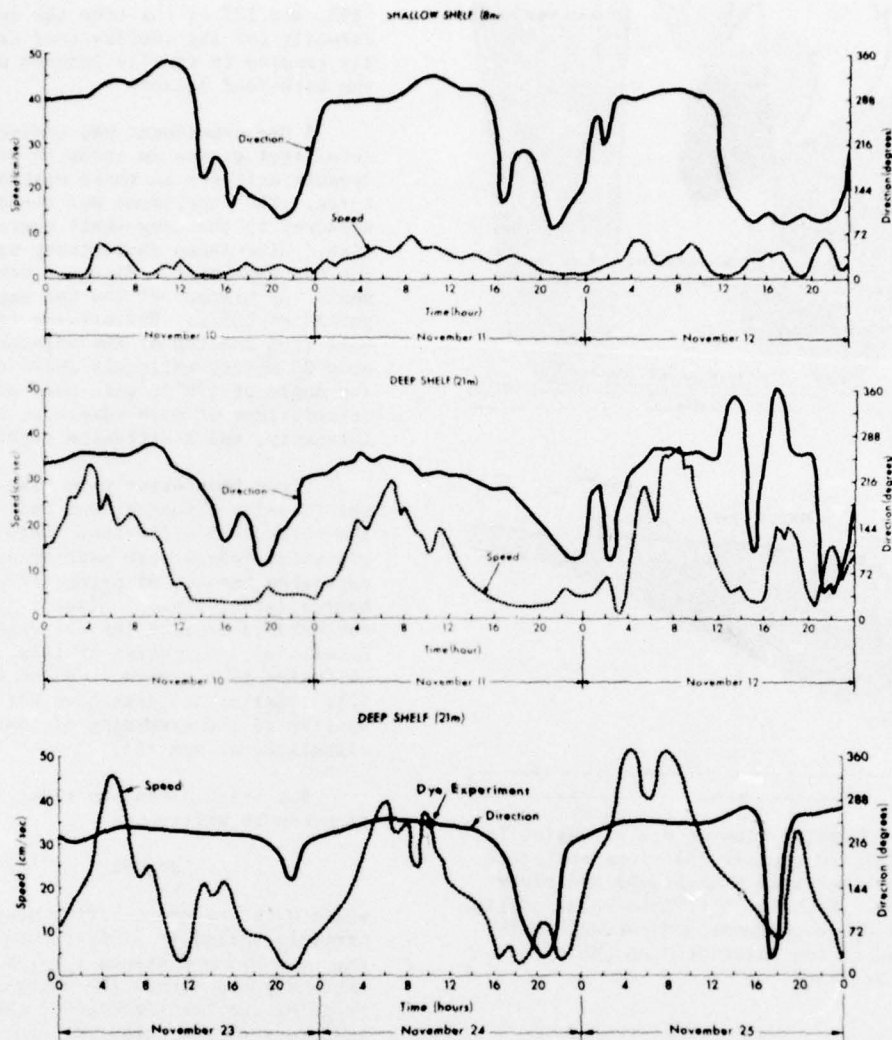 SHALLOW SHELF (8m
50 360
40 288
30 216
20 144
10 72
0 0
Speed (cm/sec)
Direction (degrees)
Direction
Speed
0 4 8 12 16 20 0 4 8 12 16 20 0 4 8 12 16 20 0
Time (hour)
November 10 November 11 November 12
DEEP SHELF (21m)
50 360
40 288
30 216
20 144
10 72
0 0
Speed (cm sec)
Direction (degrees)
Direction
Speed
0 4 8 12 16 20 0 4 8 12 16 20 0 4 8 12 16 20 0
Time (hour)
November 10 November 11 November 12
DEEP SHELF (21m)
50 360
40 288
30 216
20 144
10 72
0 0
Speed (cm/sec)
Direction (degrees)
Speed
Dye Experiment
Direction
0 4 8 12 16 20 0 4 8 12 16 20 0 4 8 12 16 20 0
Time (hours)
November 23 November 24 November 25